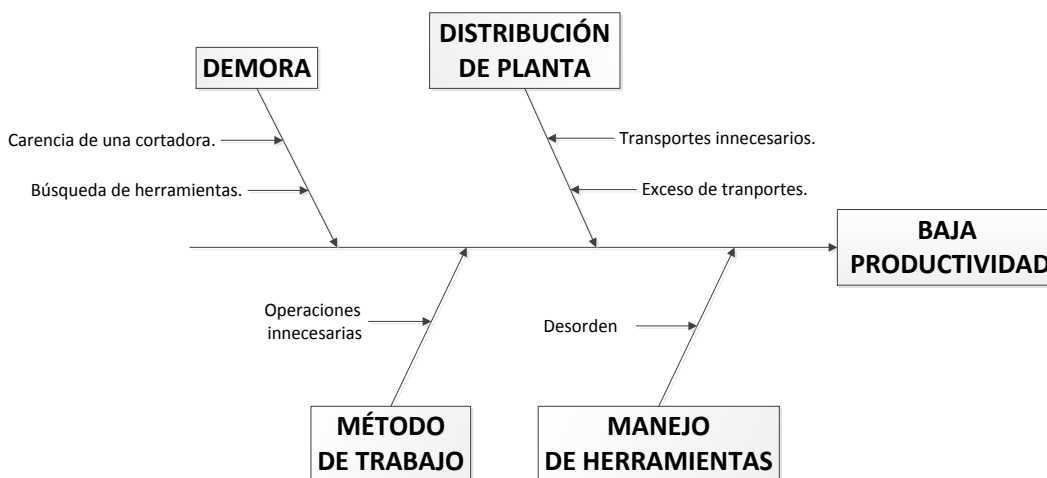 DISTRIBUCIÓN
DE PLANTA
DEMORA
Carencia de una cortadora.
Transportes innecesarios.
Búsqueda de herramientas.
Exceso de tranportes.
BAJA
PRODUCTIVIDAD
Operaciones
innecesarias
Desorden
MÉTODO
DE TRABAJO
MANEJO
DE HERRAMIENTAS